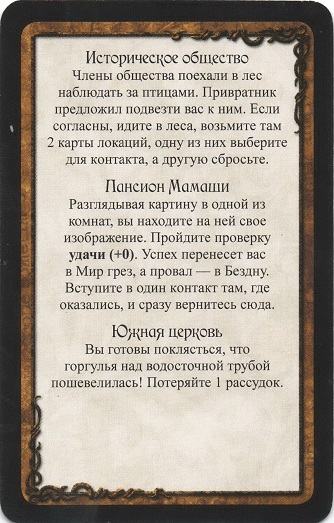 Историческое общество
Члены общества поехали в лес
наблюдать за птицами. Привратник
предложил подвезти вас к ним. Если
согласны, идите в леса, возьмите там
2 карты локаций, одну из них выберите
для контакта, а другую сбросьте.
Пансион Мамаши
Разглядывая картину в одной из
комнат, вы находите на ней свое
изображение. Пройдите проверку
удачи (+0). Успех перенесет вас
в Мир грез, а провал — в Бездну.
Вступите в один контакт там, где
оказались, и сразу вернитесь сюда.
Южная церковь
Вы готовы поклясться, что
горгулья над водосточной трубой
пошевелилась! Потеряйте 1 рассудок.